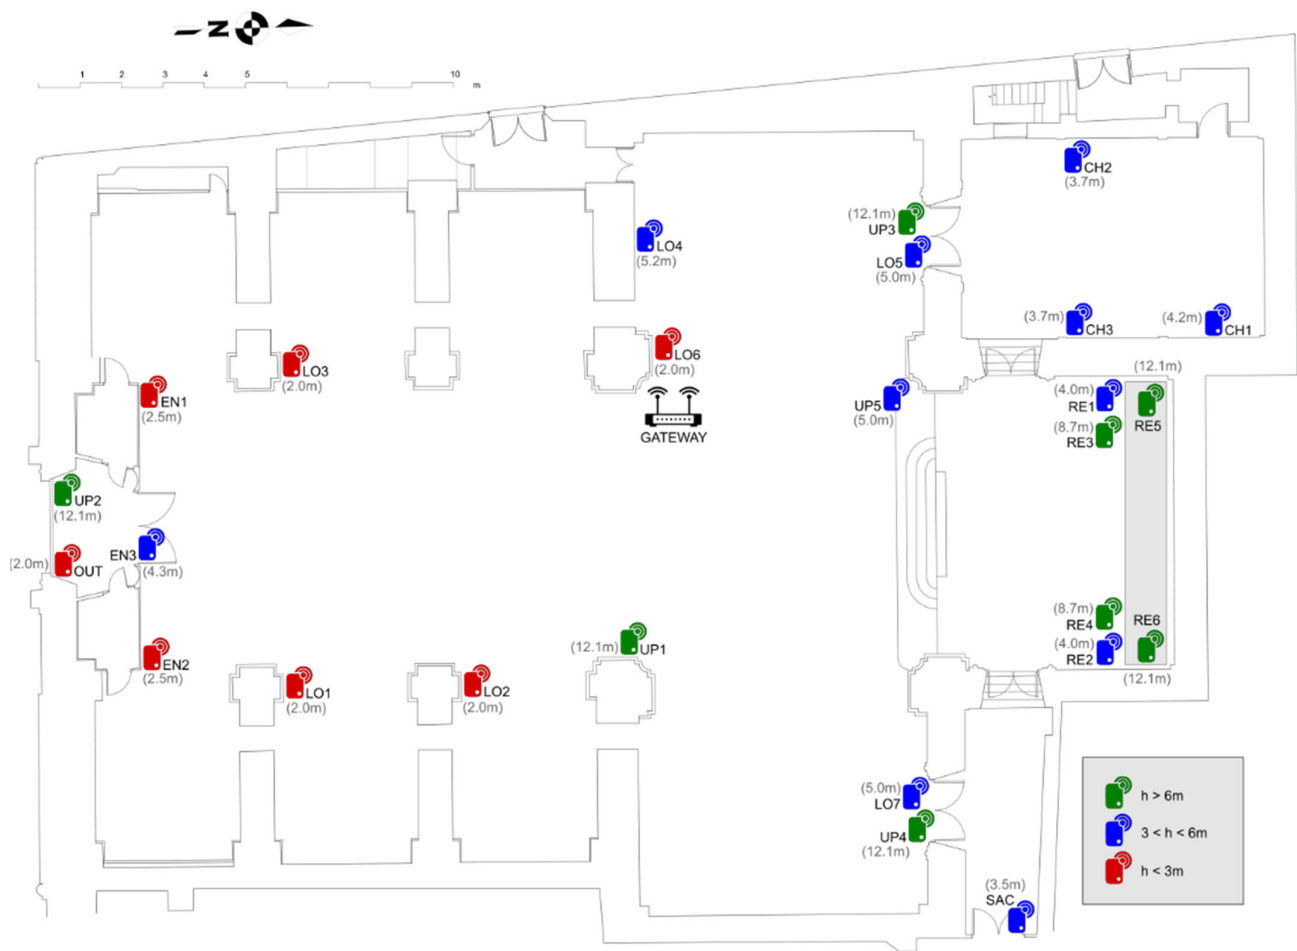 N
1 2 3 4 5 10 m
CH2
(3.7m)
(12.1m)
UP3
LO4
(5.2m)
LO5
(5.0m)
(3.7m)
CH3
(4.2m)
CH1
LO3
(2.0m)
LO6
(2.0m)
(12.1m)
EN1
(2.5m)
GATEWAY
UP5
(5.0m)
(4.0m)
RE1
RE5
(8.7m)
RE3
UP2
(12.1m)
EN3
(4.3m)
(2.0m)
OUT
(8.7m)
RE4
RE6
(12.1m)
UP1
(4.0m)
RE2
(12.1m)
EN2
(2.5m)
LO1
(2.0m)
LO2
(2.0m)
(5.0m)
LO7
UP4
(12.1m)
(3.5m)
SAC
h > 6m
3 < h < 6m
h < 3m